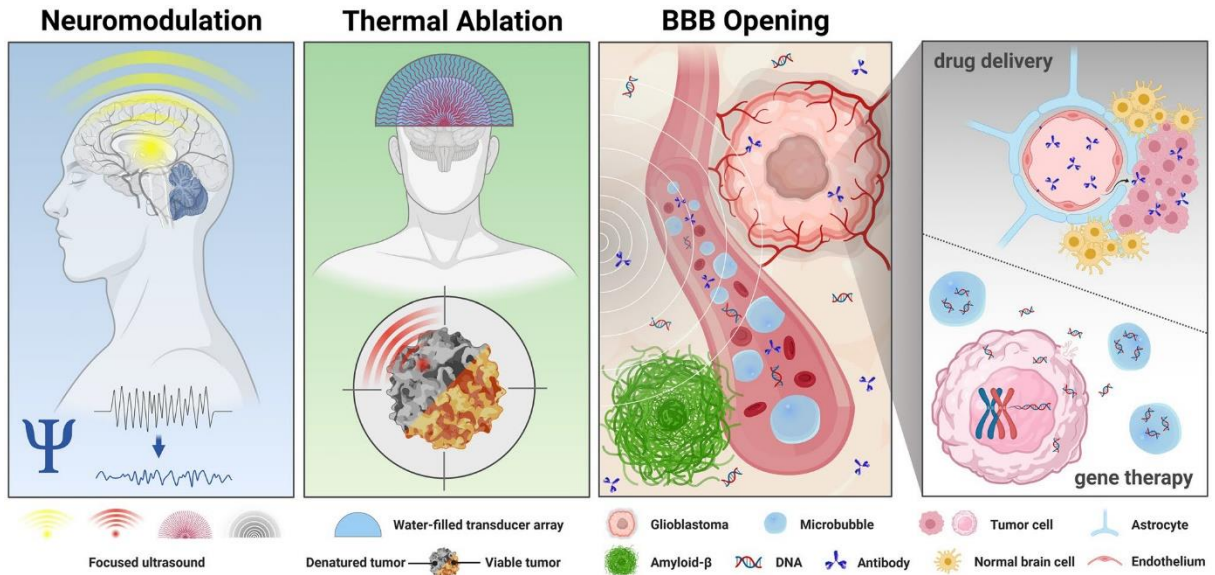 Neuromodulation
Thermal Ablation
BBB Opening
drug delivery
Ψ
gene therapy
Focused ultrasound
Water-filled transducer array
Denatured tumor
Viable tumor
Glioblastoma
Microbubble
Tumor cell
Astrocyte
Amyloid-β
DNA
Antibody
Normal brain cell
Endothelium